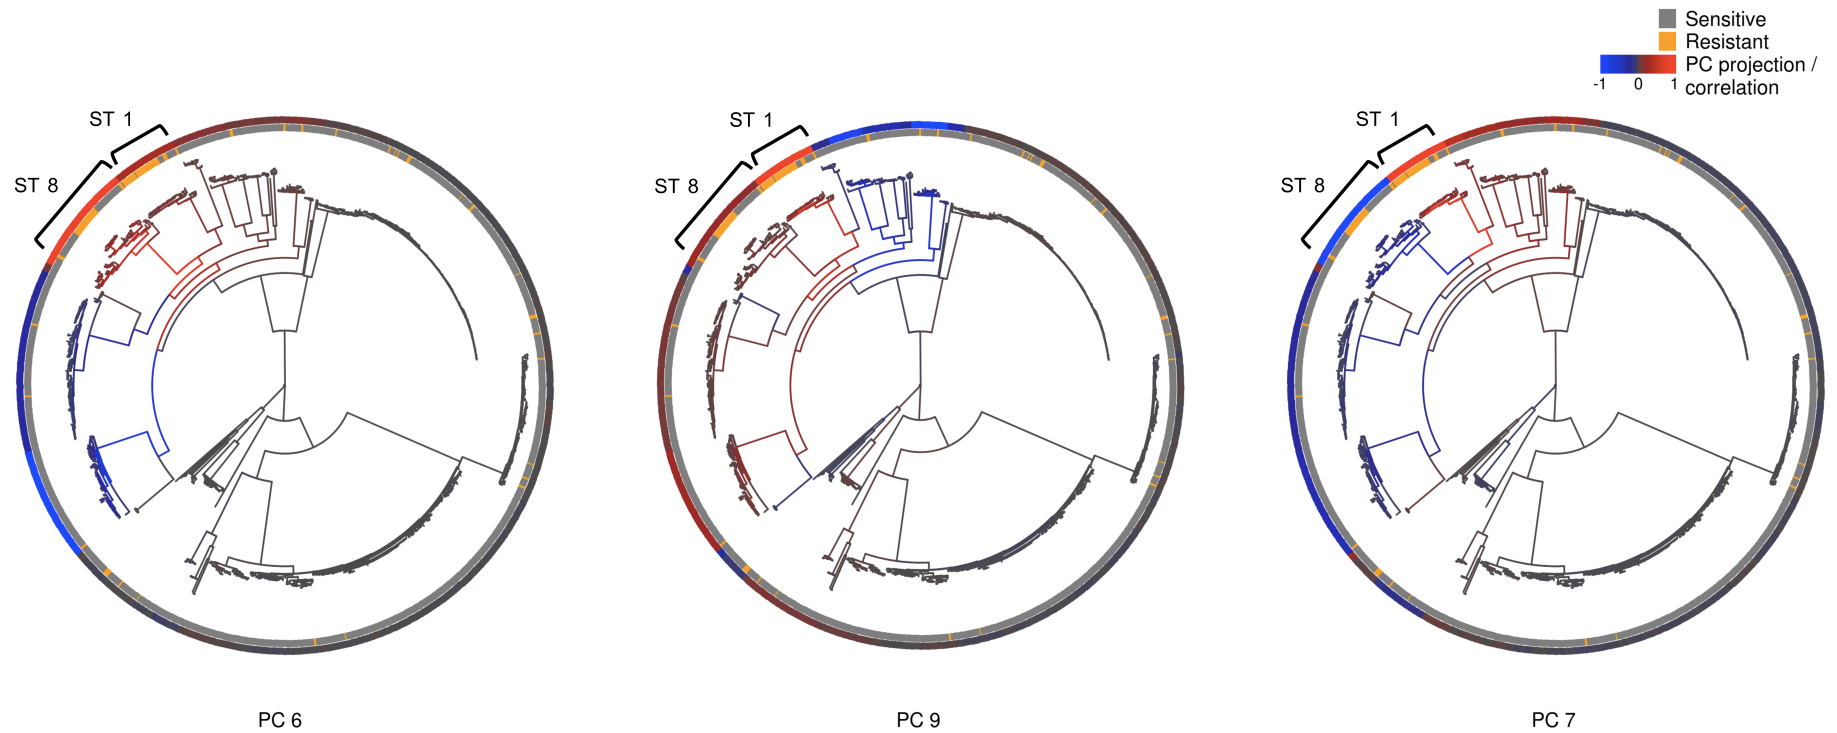 Sensitive
Resistant
PC projection /
correlation
-1 0 1
ST 1
ST 8
ST 1
ST 8
ST 1
ST 8
PC 6
PC 9
PC 7